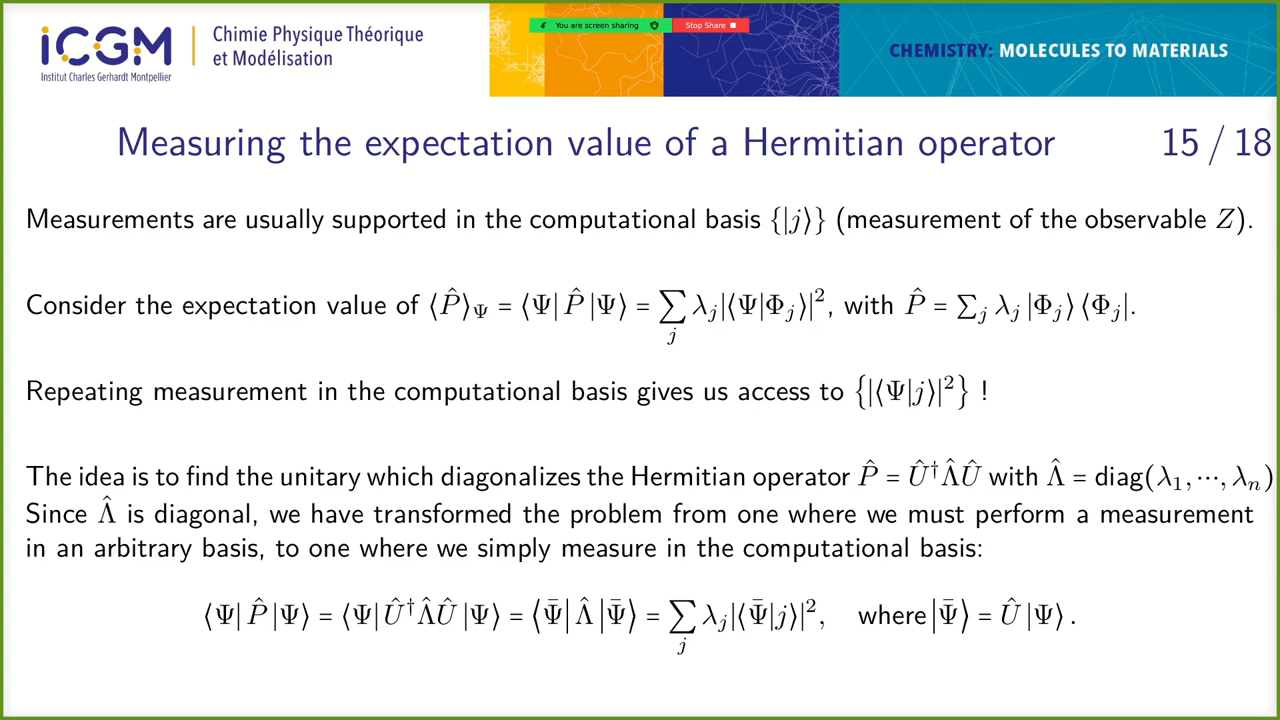 iCGM
Institut Charles Gerhardt Montpellier
Chimie Physique Théorique
et Modélisation
You are screen sharing
Stop Share
CHEMISTRY: MOLECULES TO MATERIALS
Measuring the expectation value of a Hermitian operator 15 / 18
Measurements are usually supported in the computational basis {|j⟩} (measurement of the observable Z).
Consider the expectation value of ⟨P̂⟩_Ψ = ⟨Ψ| P̂ |Ψ⟩ = ∑_j λ_j|⟨Ψ|Φ_j⟩|², with P̂ = ∑_j λ_j |Φ_j⟩ ⟨Φ_j|.
Repeating measurement in the computational basis gives us access to {|⟨Ψ|j⟩|²} !
The idea is to find the unitary which diagonalizes the Hermitian operator P̂ = Û†Λ̂Û with Λ̂ = diag(λ₁, ⋯, λ_n)
Since Λ̂ is diagonal, we have transformed the problem from one where we must perform a measurement
in an arbitrary basis, to one where we simply measure in the computational basis:
⟨Ψ| P̂ |Ψ⟩ = ⟨Ψ| Û†Λ̂Û |Ψ⟩ = ⟨Ψ̄| Λ̂ |Ψ̄⟩ = ∑_j λ_j|⟨Ψ̄|j⟩|², where |Ψ̄⟩ = Û |Ψ⟩ .